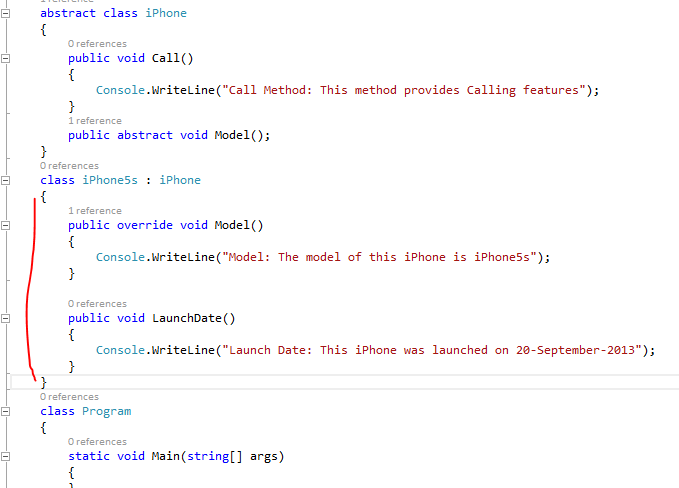 1 reference
abstract class iPhone
{
0 references
public void Call()
{
Console.WriteLine("Call Method: This method provides Calling features");
}
1 reference
public abstract void Model();
}
0 references
class iPhone5s : iPhone
{
1 reference
public override void Model()
{
Console.WriteLine("Model: The model of this iPhone is iPhone5s");
}
0 references
public void LaunchDate()
{
Console.WriteLine("Launch Date: This iPhone was launched on 20-September-2013");
}
}
0 references
class Program
{
0 references
static void Main(string[] args)
{
}